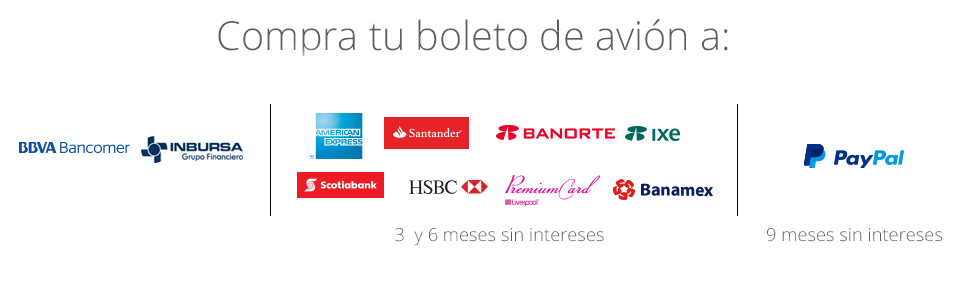 Compra tu boleto de avión a:
BBVA Bancomer
INBURSA
Grupo Financiero
AMERICAN
EXPRESS
®
Santander
BANORTE
IXe
Scotiabank
HSBC
PremiumCard
Liverpool
Banamex
3 y 6 meses sin intereses
PayPal
9 meses sin intereses